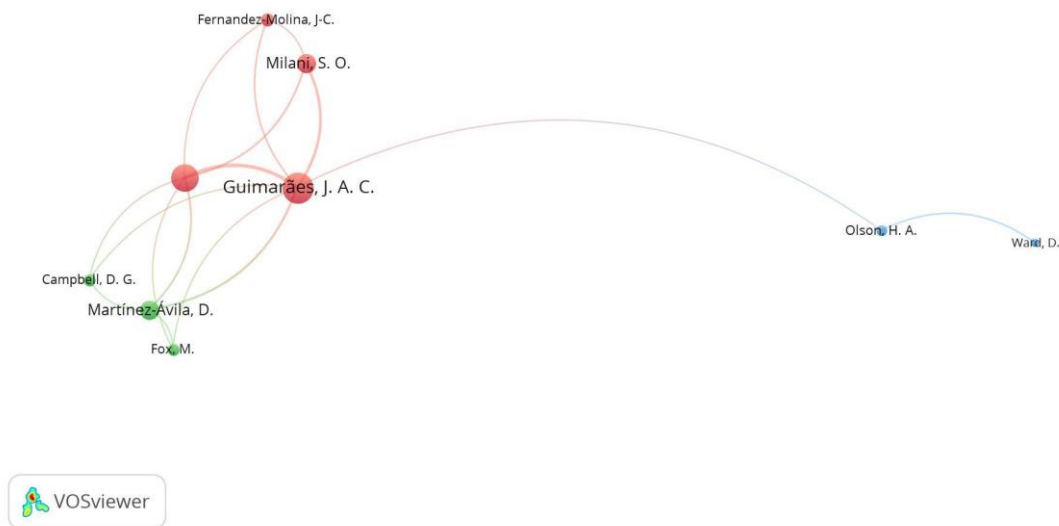 Fernandez-Molina, J-C.
Milani, S. O.
Guimarães, J. A. C.
Olson, H. A.
Ward, D.
Campbell, D. G.
Martínez-Ávila, D.
Fox, M.
VOSviewer